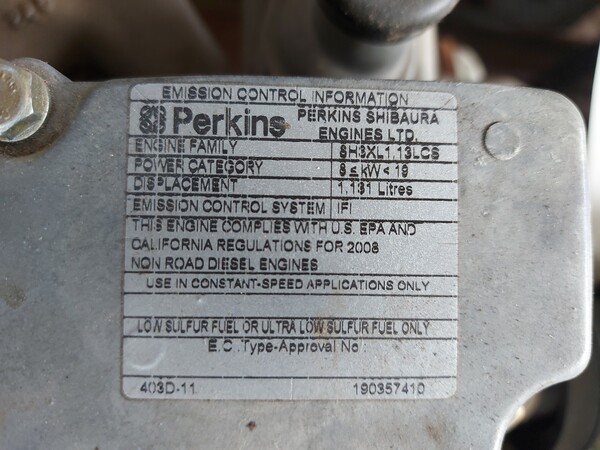 EMISSION CONTROL INFORMATION
Perkins PERKINS SHIBAURA
ENGINES LTD.
ENGINE FAMILY 8H3XL1.13LCS
POWER CATEGORY 8 ≤ kW < 19
DISPLACEMENT 1.131 Litres
EMISSION CONTROL SYSTEM IFI
THIS ENGINE COMPLIES WITH U.S. EPA AND
CALIFORNIA REGULATIONS FOR 2008
NON ROAD DIESEL ENGINES
USE IN CONSTANT-SPEED APPLICATIONS ONLY
LOW SULFUR FUEL OR ULTRA LOW SULFUR FUEL ONLY
E.C. Type-Approval No.
403D-11 190357410